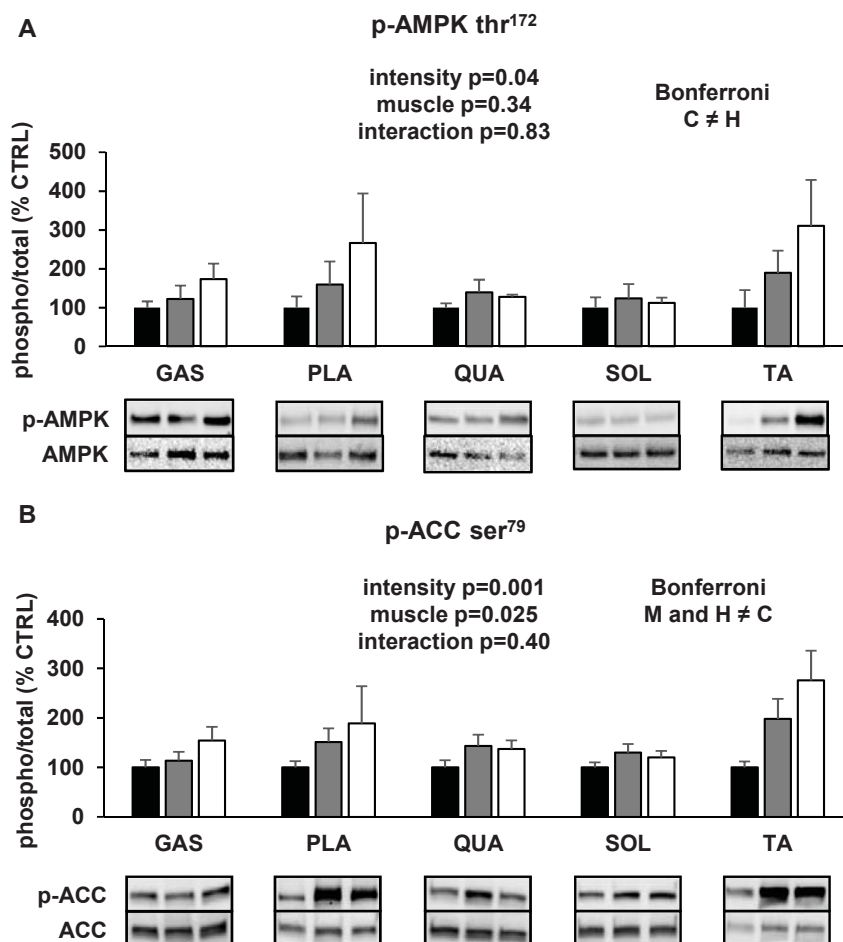 A
p-AMPK thr¹⁷²
intensity p=0.04
muscle p=0.34
interaction p=0.83
Bonferroni
C ≠ H
phospho/total (% CTRL)
500
400
300
200
100
0
GAS PLA QUA SOL TA
p-AMPK
AMPK
B
p-ACC ser⁷⁹
intensity p=0.001
muscle p=0.025
interaction p=0.40
Bonferroni
M and H ≠ C
phospho/total (% CTRL)
400
300
200
100
0
GAS PLA QUA SOL TA
p-ACC
ACC